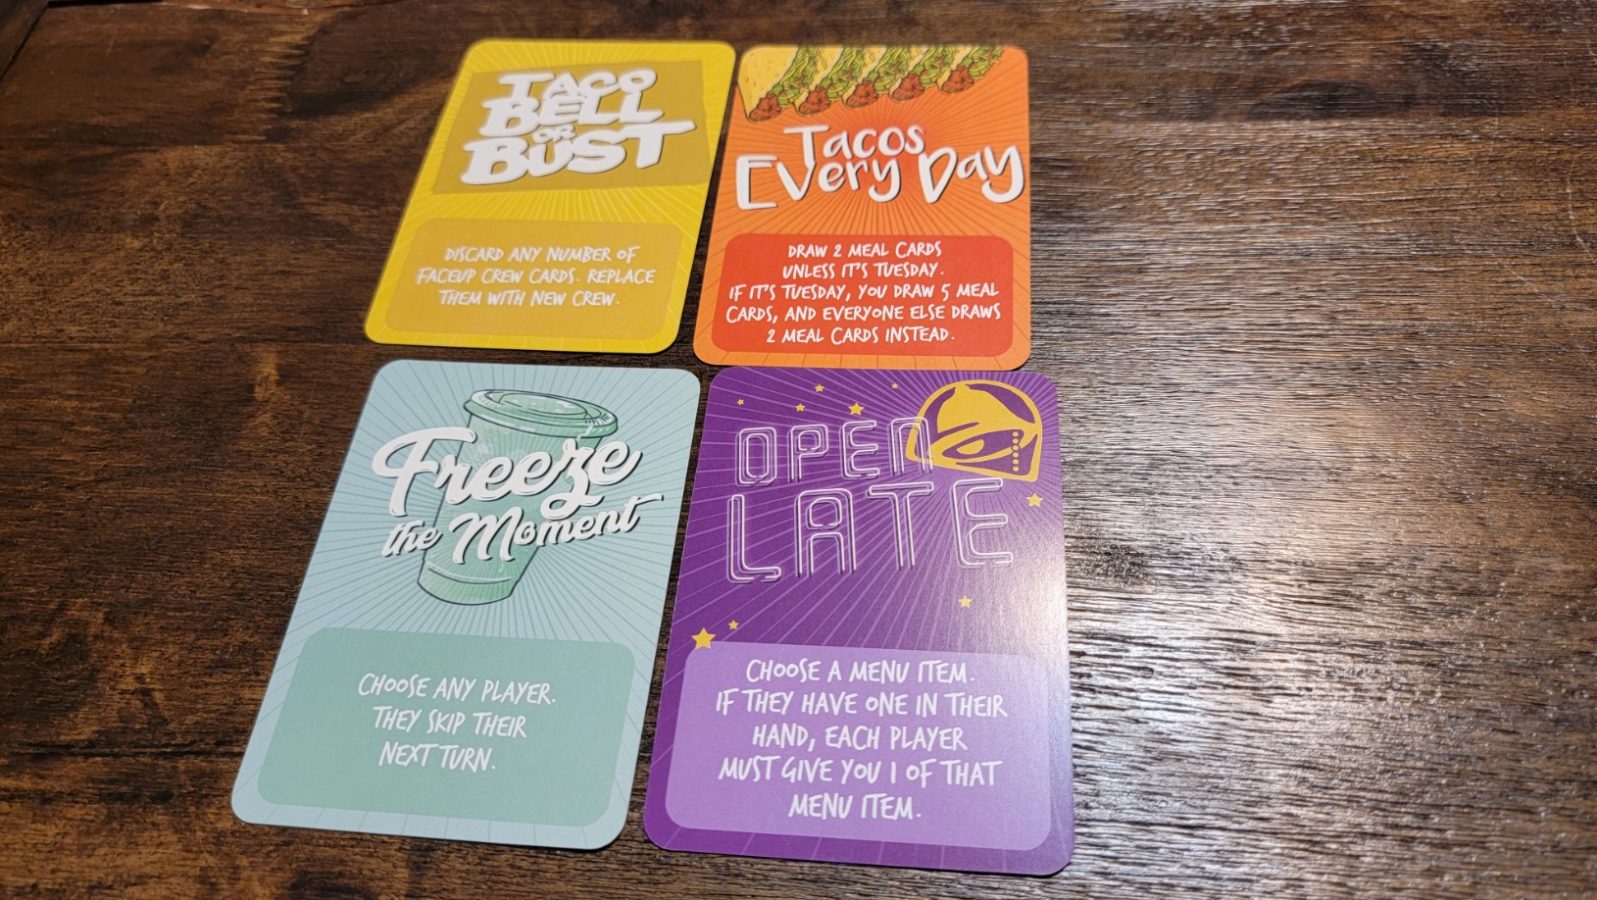 TACO
BELL
OR
BUST
DISCARD ANY NUMBER OF
FACEUP CREW CARDS. REPLACE
THEM WITH NEW CREW.
Tacos
Every Day
DRAW 2 MEAL CARDS
UNLESS IT'S TUESDAY.
IF IT'S TUESDAY, YOU DRAW 5 MEAL
CARDS, AND EVERYONE ELSE DRAWS
2 MEAL CARDS INSTEAD.
Freeze
the Moment
CHOOSE ANY PLAYER.
THEY SKIP THEIR
NEXT TURN.
OPEN
LATE
CHOOSE A MENU ITEM.
IF THEY HAVE ONE IN THEIR
HAND, EACH PLAYER
MUST GIVE YOU 1 OF THAT
MENU ITEM.